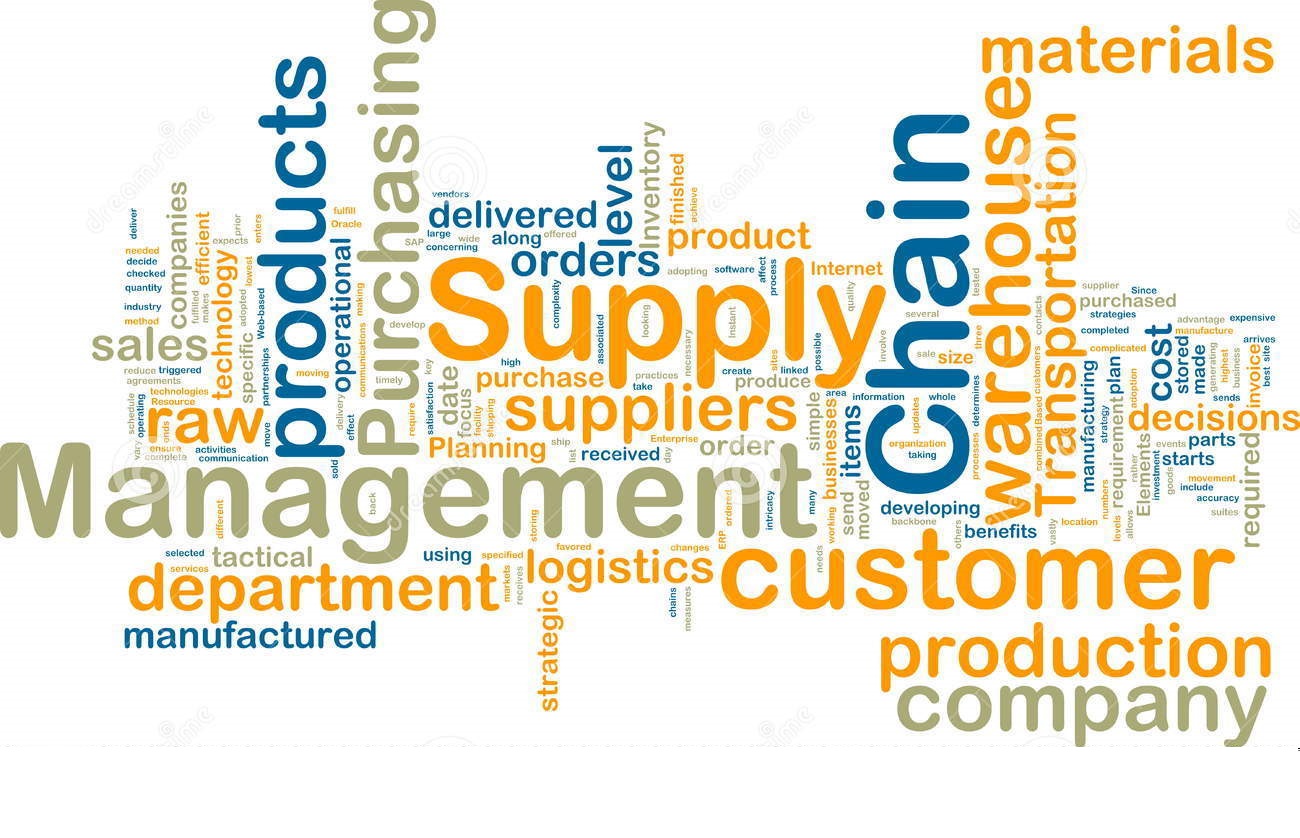 Supply
Chain
Management
customer
products
Purchasing
warehouse
Transportation
materials
production
company
department
suppliers
logistics
raw
sales
manufactured
delivered
orders
level
Inventory
finished
achieve
product
Internet
purchase
produce
Planning
received
order
date
focus
facility
shipping
technology
companies
efficient
operational
specific
tactical
using
strategic
decisions
cost
stored
made
purchased
size
items
businesses
simple
send
moved
developing
benefits
manufacturing
requirement
plan
Elements
required
invoice
parts
starts
vendors
large
wide
concerning
along
offered
adopting
software
affect
process
complexity
associated
looking
Instant
necessary
quality
several
involve
possible
sites
linked
create
practices
take
high
key
satisfaction
develop
SAP
fulfill
Oracle
making
communications
timely
require
moving
delivery
effect
sold
back
prior
enters
expects
lowest
adopted
Web-based
partnerships
makes
fulfilled
deliver
needed
decide
checked
quantity
industry
method
reduce
triggered
agreements
technologies
Resource
schedule
operating
very
ends
ensure
complete
activities
communication
move
different
selected
services
specified
markets
receives
storing
favored
changes
ERP
ordered
chains
measures
intricacy
many
needs
working
ship
list
Enterprise
day
area
information
updates
whole
organization
taking
backbone
others
determines
processes
sale
three
tested
contacts
customers
Based
combined
vastly
location
numbers
levels
allows
strategy
rather
adoption
complicated
completed
strategies
supplier
Since
advantage
manufacture
expensive
generating
highest
business
arrives
site
best
sends
events
investment
goods
movement
include
accuracy
suites
dreamstime